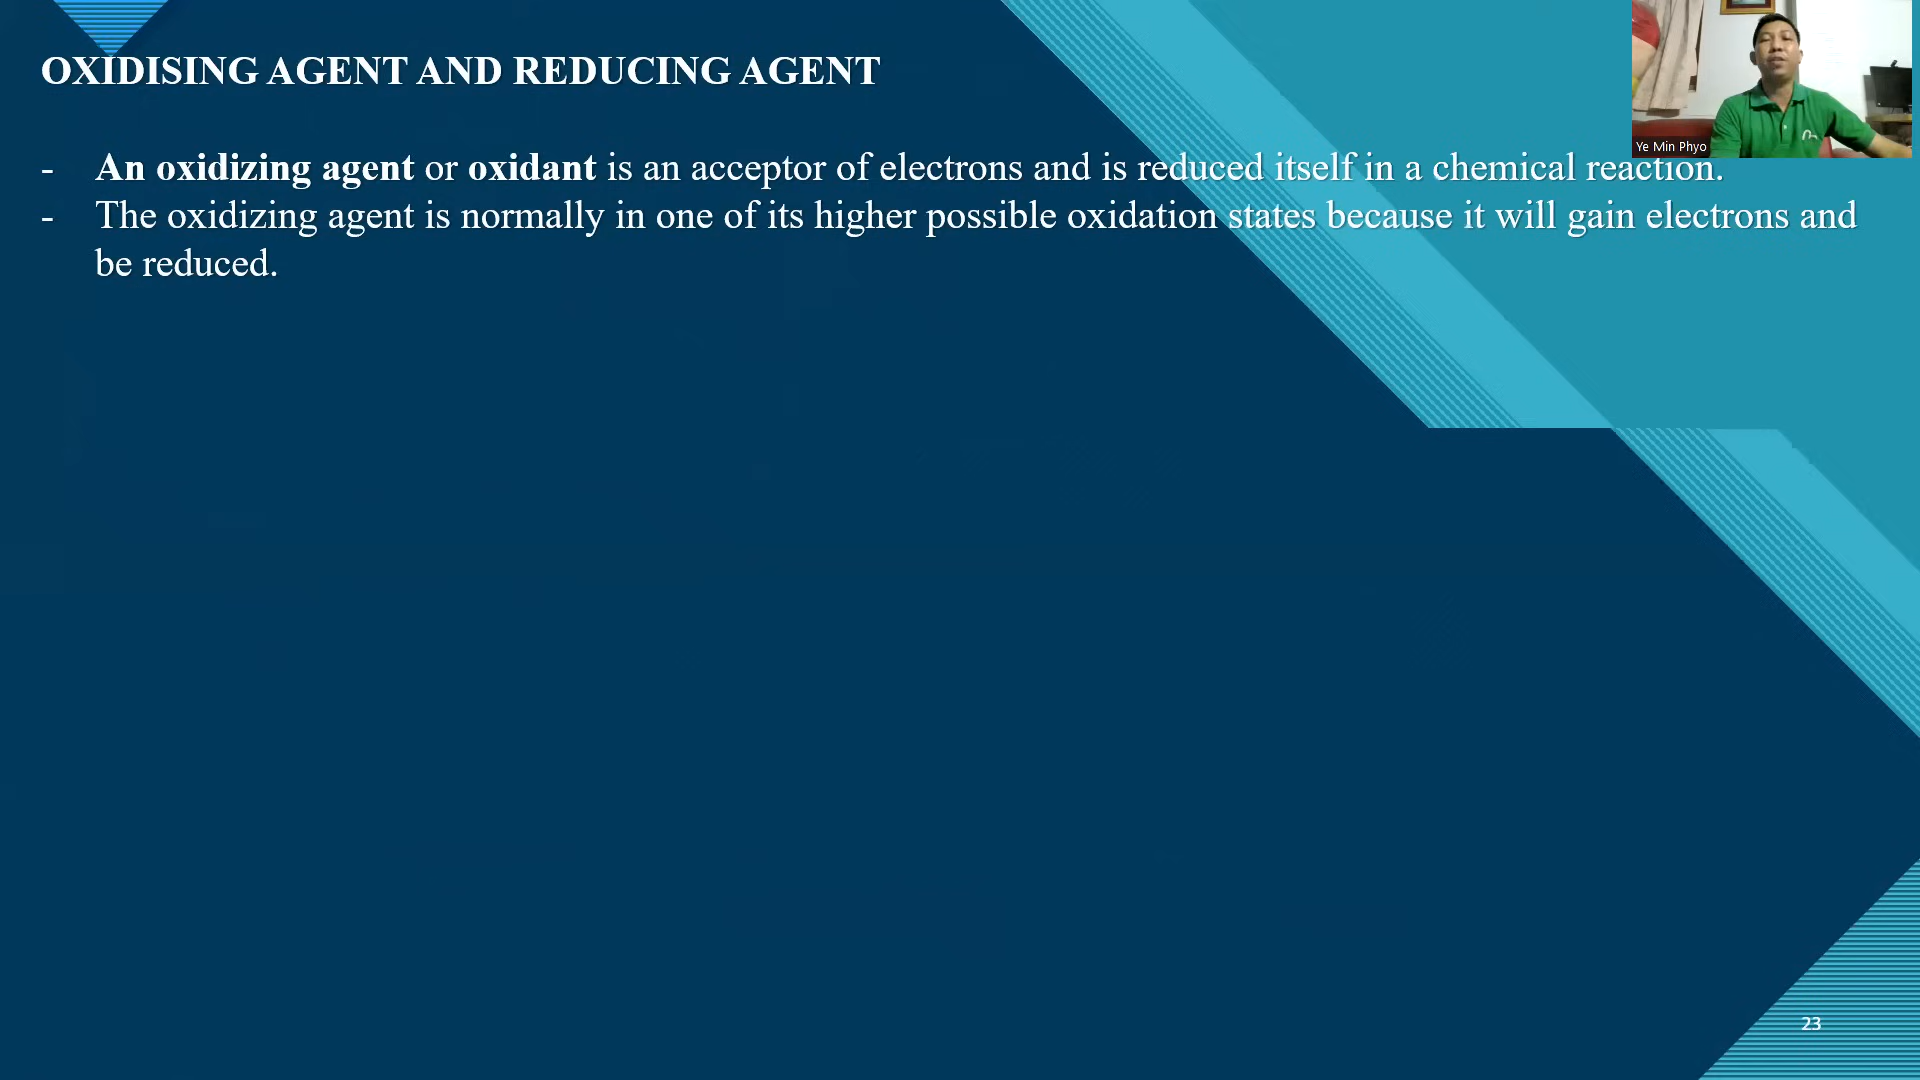 OXIDISING AGENT AND REDUCING AGENT
Ye Min Phyo
- An oxidizing agent or oxidant is an acceptor of electrons and is reduced itself in a chemical reaction.
- The oxidizing agent is normally in one of its higher possible oxidation states because it will gain electrons and
be reduced.
23